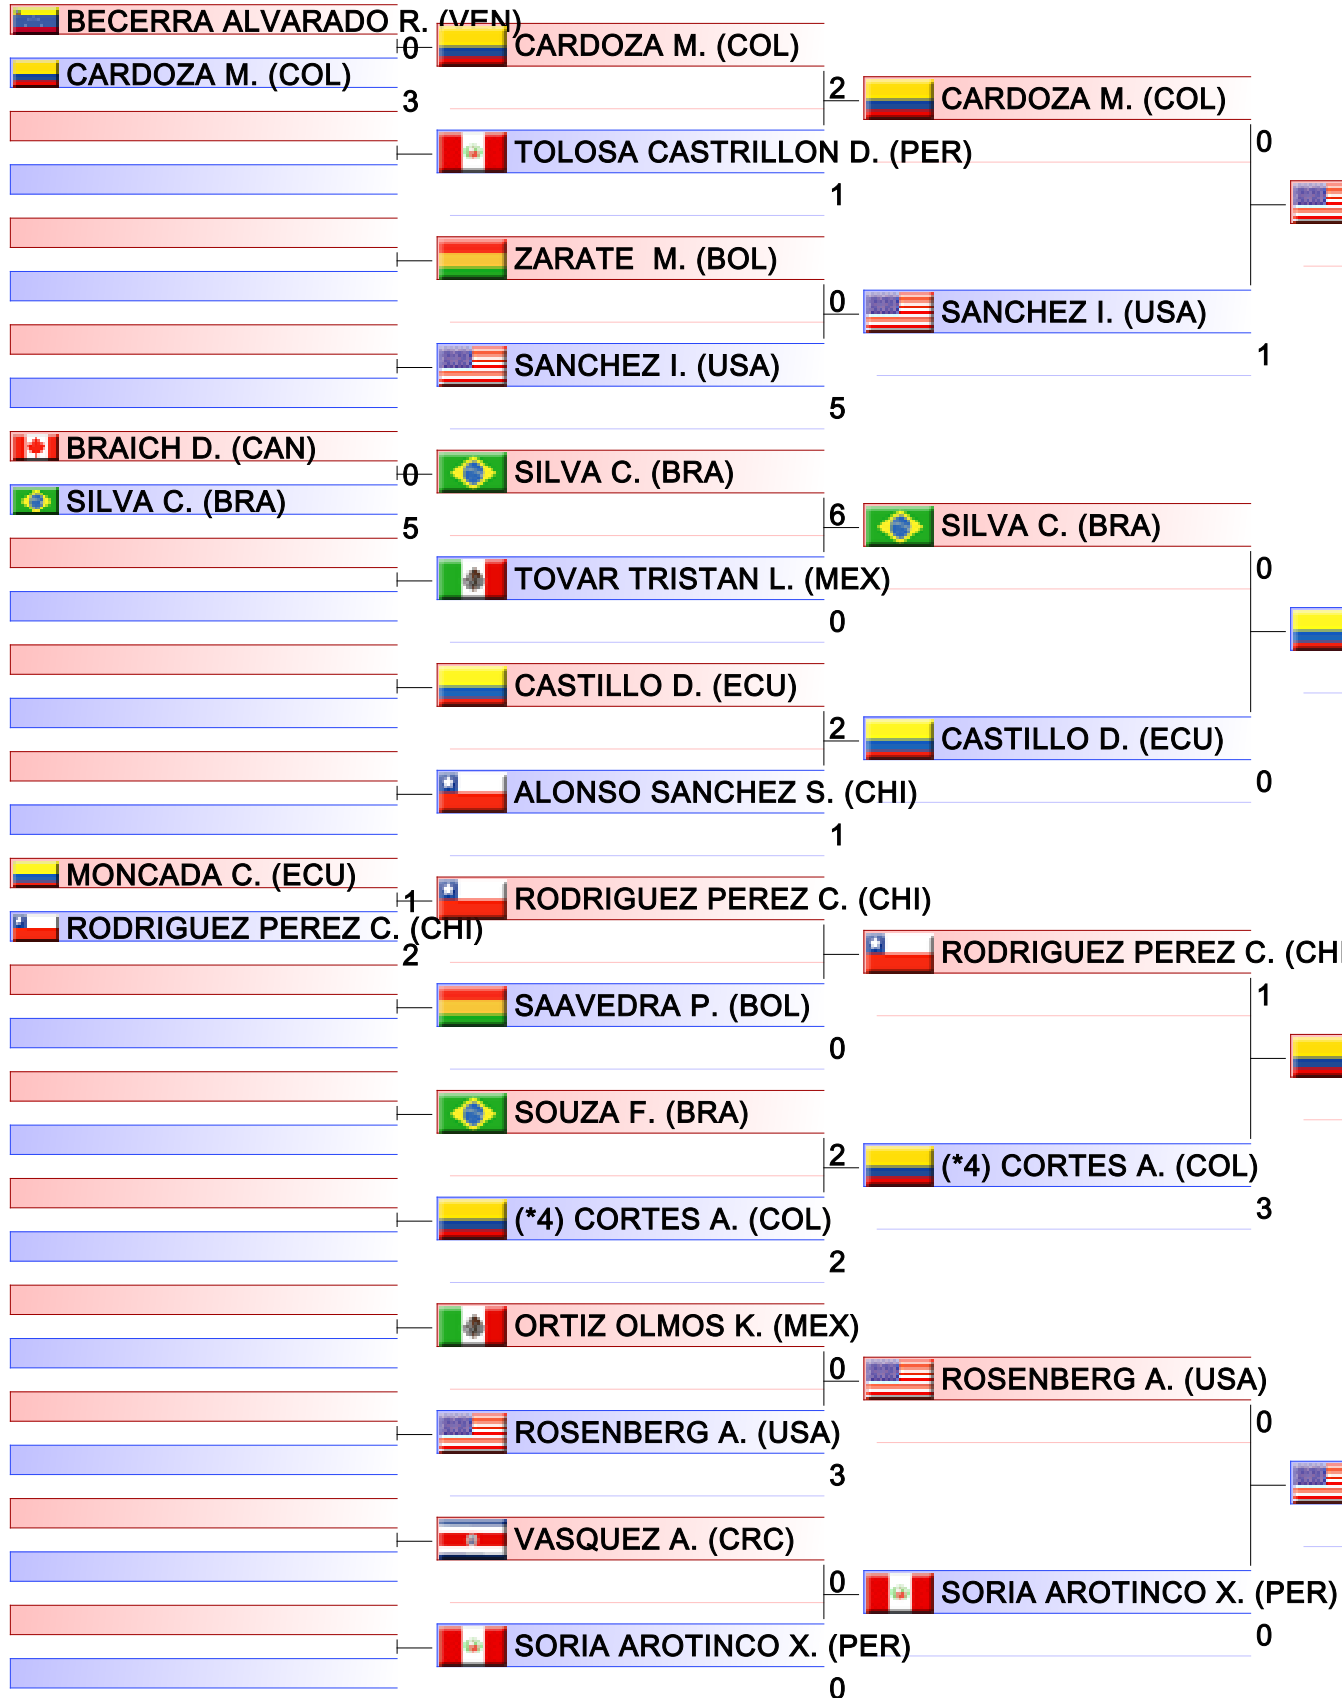 BECERRA ALVARADO R. (VEN)
0
CARDOZA M. (COL)
3
BRAICH D. (CAN)
0
SILVA C. (BRA)
5
MONCADA C. (ECU)
1
RODRIGUEZ PEREZ C. (CHI)
2
CARDOZA M. (COL)
2
TOLOSA CASTRILLON D. (PER)
1
ZARATE  M. (BOL)
0
SANCHEZ I. (USA)
5
SILVA C. (BRA)
6
TOVAR TRISTAN L. (MEX)
0
CASTILLO D. (ECU)
2
ALONSO SANCHEZ S. (CHI)
1
RODRIGUEZ PEREZ C. (CHI)
SAAVEDRA P. (BOL)
0
SOUZA F. (BRA)
2
(*4) CORTES A. (COL)
2
ORTIZ OLMOS K. (MEX)
0
ROSENBERG A. (USA)
3
VASQUEZ A. (CRC)
0
SORIA AROTINCO X. (PER)
0
CARDOZA M. (COL)
0
SANCHEZ I. (USA)
1
SILVA C. (BRA)
0
CASTILLO D. (ECU)
0
RODRIGUEZ PEREZ C. (CHI
1
(*4) CORTES A. (COL)
3
ROSENBERG A. (USA)
0
SORIA AROTINCO X. (PER)
0